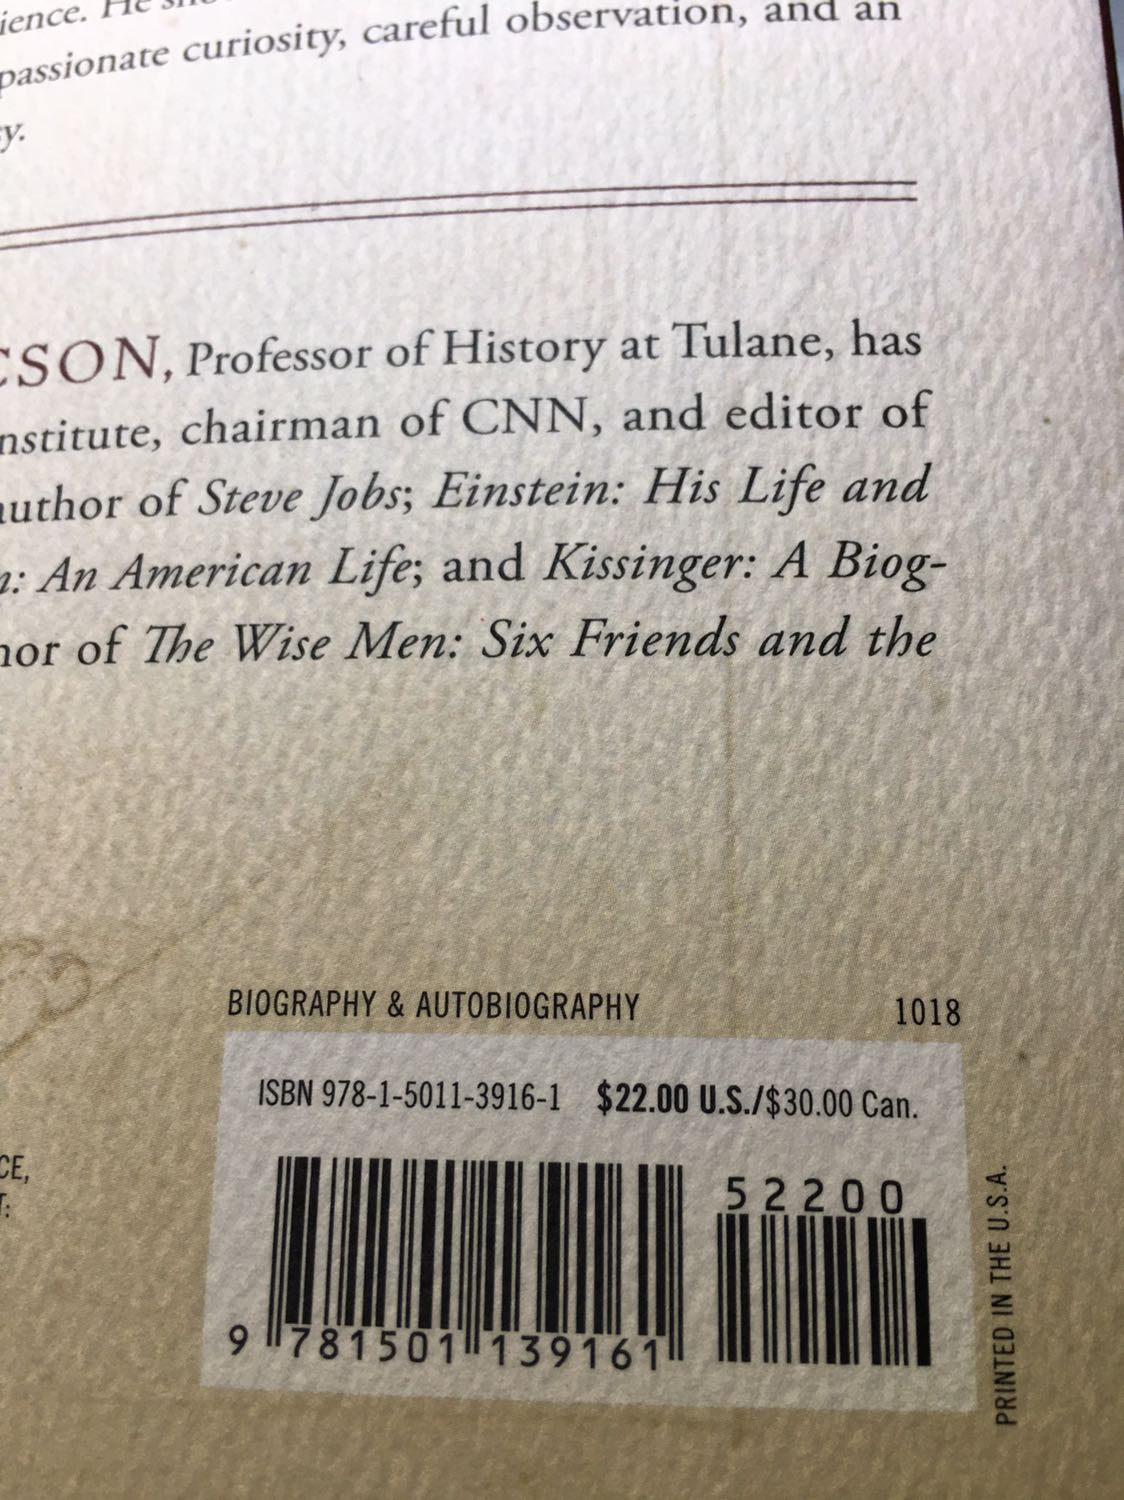 ience. He
passionate curiosity, careful observation, and an
y.
CSON, Professor of History at Tulane, has
nstitute, chairman of CNN, and editor of
author of Steve Jobs; Einstein: His Life and
n: An American Life; and Kissinger: A Biog-
hor of The Wise Men: Six Friends and the
BIOGRAPHY & AUTOBIOGRAPHY 1018
ISBN 978-1-5011-3916-1 $22.00 U.S./$30.00 Can.
52200
9 781501 139161
CE,
T:
PRINTED IN THE U.S.A.